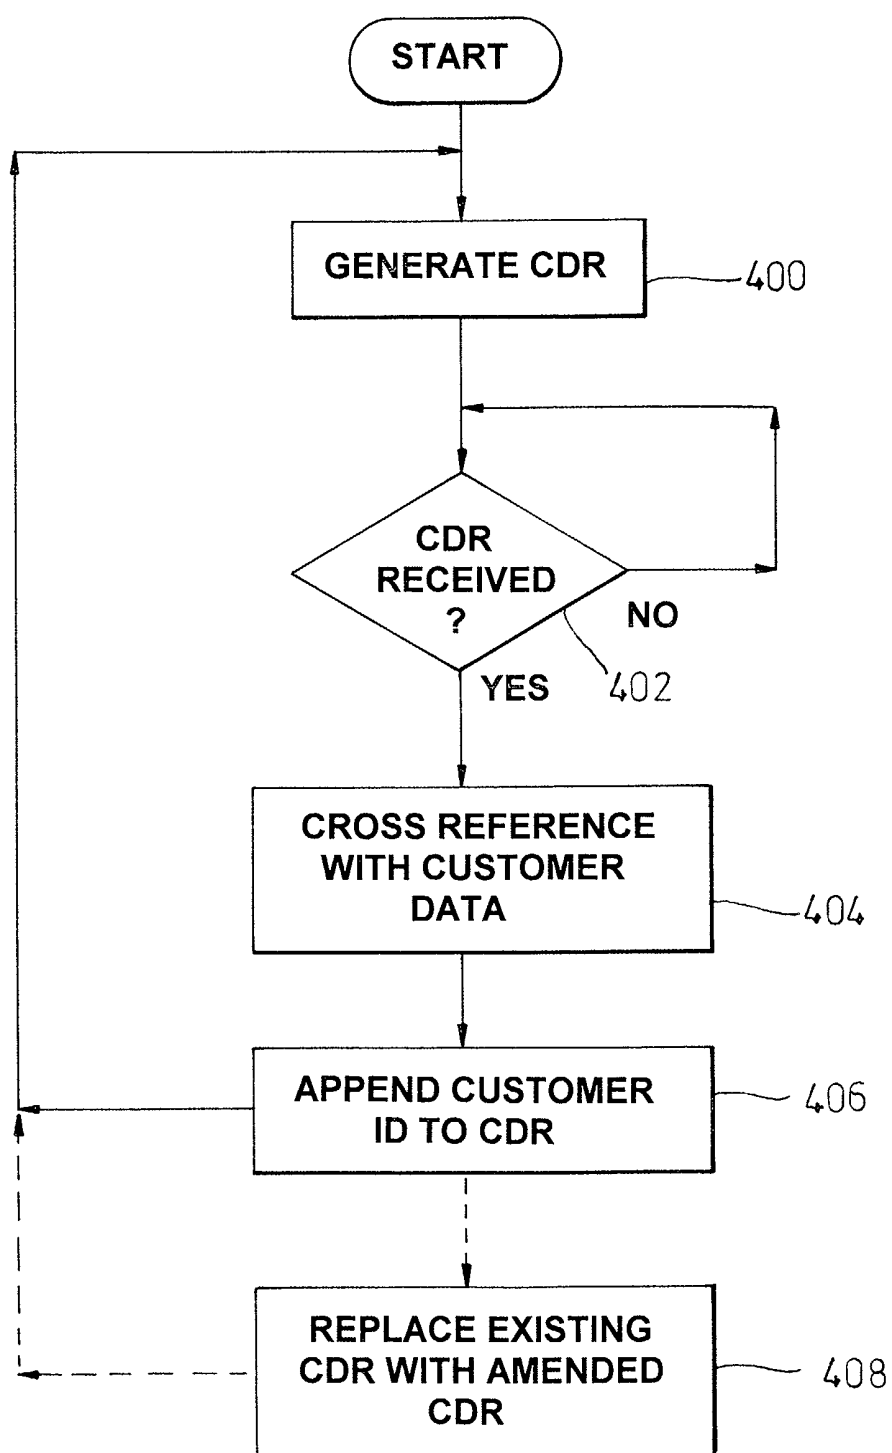 START
GENERATE CDR
400
CDR
RECEIVED
?
NO
YES
402
CROSS REFERENCE
WITH CUSTOMER
DATA
404
APPEND CUSTOMER
ID TO CDR
406
REPLACE EXISTING
CDR WITH AMENDED
CDR
408